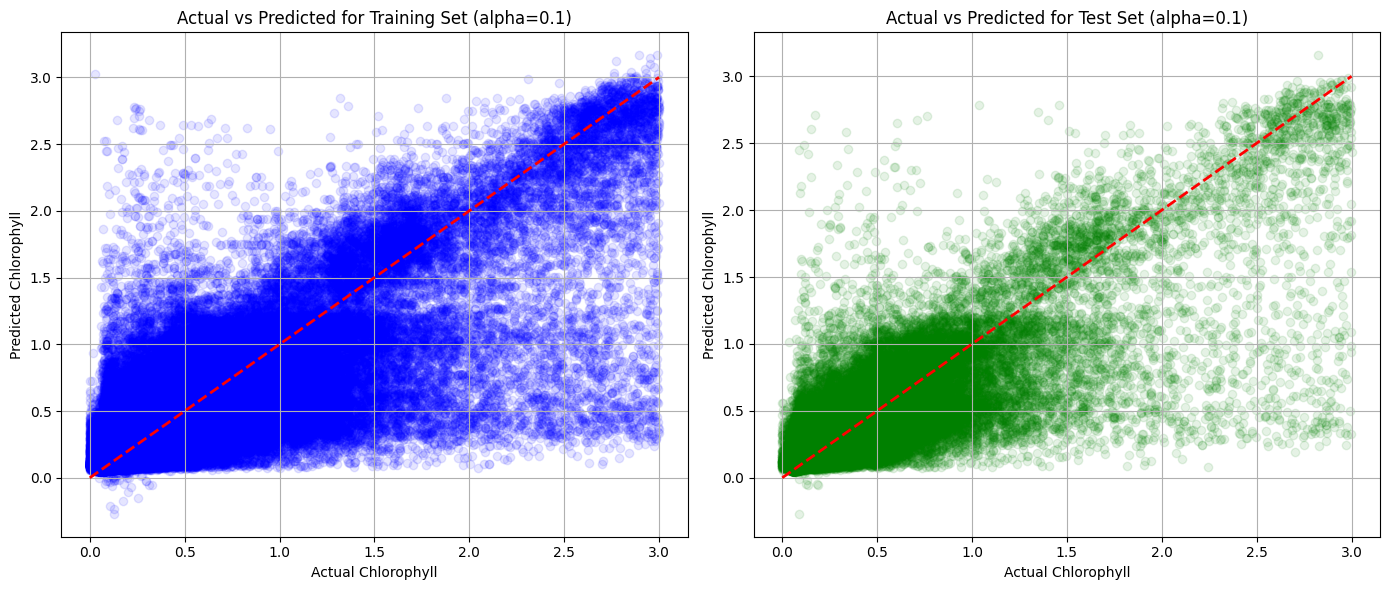 Actual vs Predicted for Training Set (alpha=0.1)
Predicted Chlorophyll
3.0
2.5
2.0
1.5
1.0
0.5
0.0
0.0 0.5 1.0 1.5 2.0 2.5 3.0
Actual Chlorophyll
Actual vs Predicted for Test Set (alpha=0.1)
Predicted Chlorophyll
3.0
2.5
2.0
1.5
1.0
0.5
0.0
0.0 0.5 1.0 1.5 2.0 2.5 3.0
Actual Chlorophyll